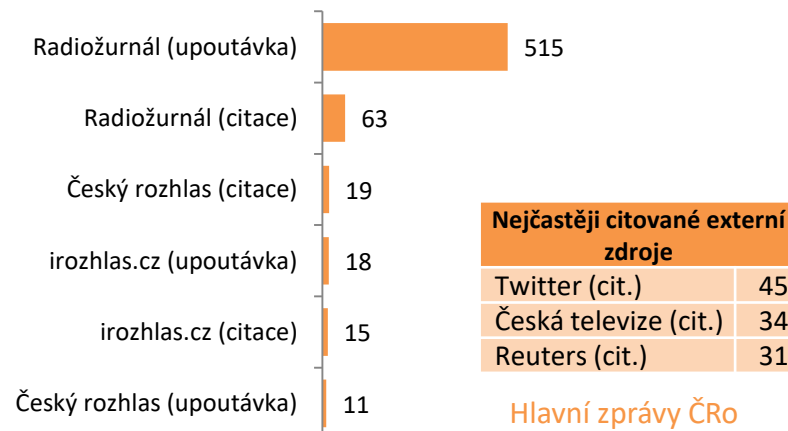 Radiožurnál (upoutávka) 515
Radiožurnál (citace) 63
Český rozhlas (citace) 19
irozhlas.cz (upoutávka) 18
irozhlas.cz (citace) 15
Český rozhlas (upoutávka) 11
Nejčastěji citované externí
zdroje
Twitter (cit.) 45
Česká televize (cit.) 34
Reuters (cit.) 31
Hlavní zprávy ČRo